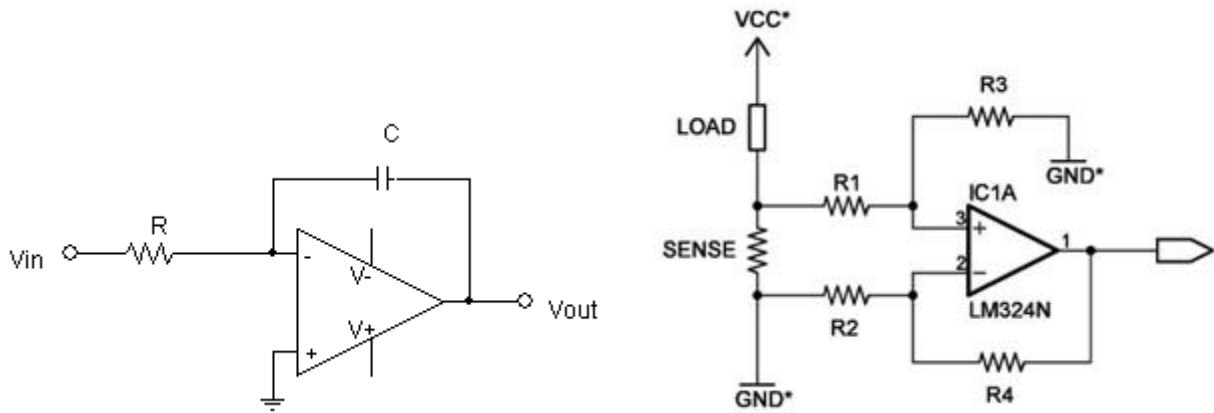 C
R
Vin
-
V-
V+
+
Vout
VCC*
LOAD
SENSE
GND*
R1
R2
R3
GND*
IC1A
3
+
2
−
1
LM324N
R4